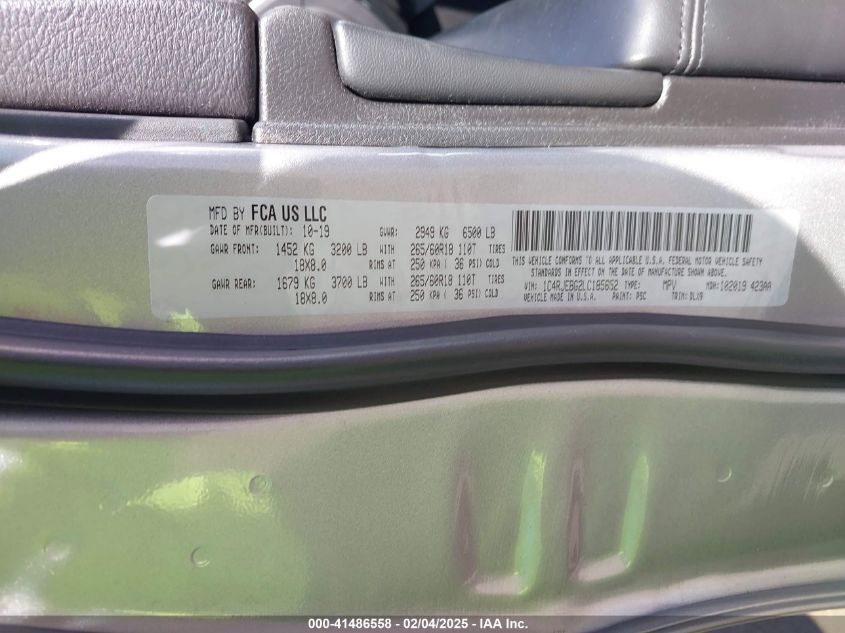 MFD BY FCA US LLC
DATE OF MFR(BUILT): 10-19 GVWR: 2949 KG 6500 LB
GAWR FRONT: 1452 KG 3200 LB WITH 265/60R18 110T TIRES
18X8.0 RIMS AT 250 KPA ( 36 PSI) COLD
GAWR REAR: 1679 KG 3700 LB WITH 265/60R18 110T TIRES
18X8.0 RIMS AT 250 KPA ( 36 PSI) COLD
THIS VEHICLE CONFORMS TO ALL APPLICABLE U.S.A. FEDERAL MOTOR VEHICLE SAFETY
STANDARDS IN EFFECT ON THE DATE OF MANUFACTURE SHOWN ABOVE.
VIN: 1C4RJEBG2LC185652 TYPE: MPV MDH: 102019 423AA
VEHICLE MADE IN U.S.A. PAINT: PSC TRIM: DLX9
000-41486558 - 02/04/2025 - IAA Inc.